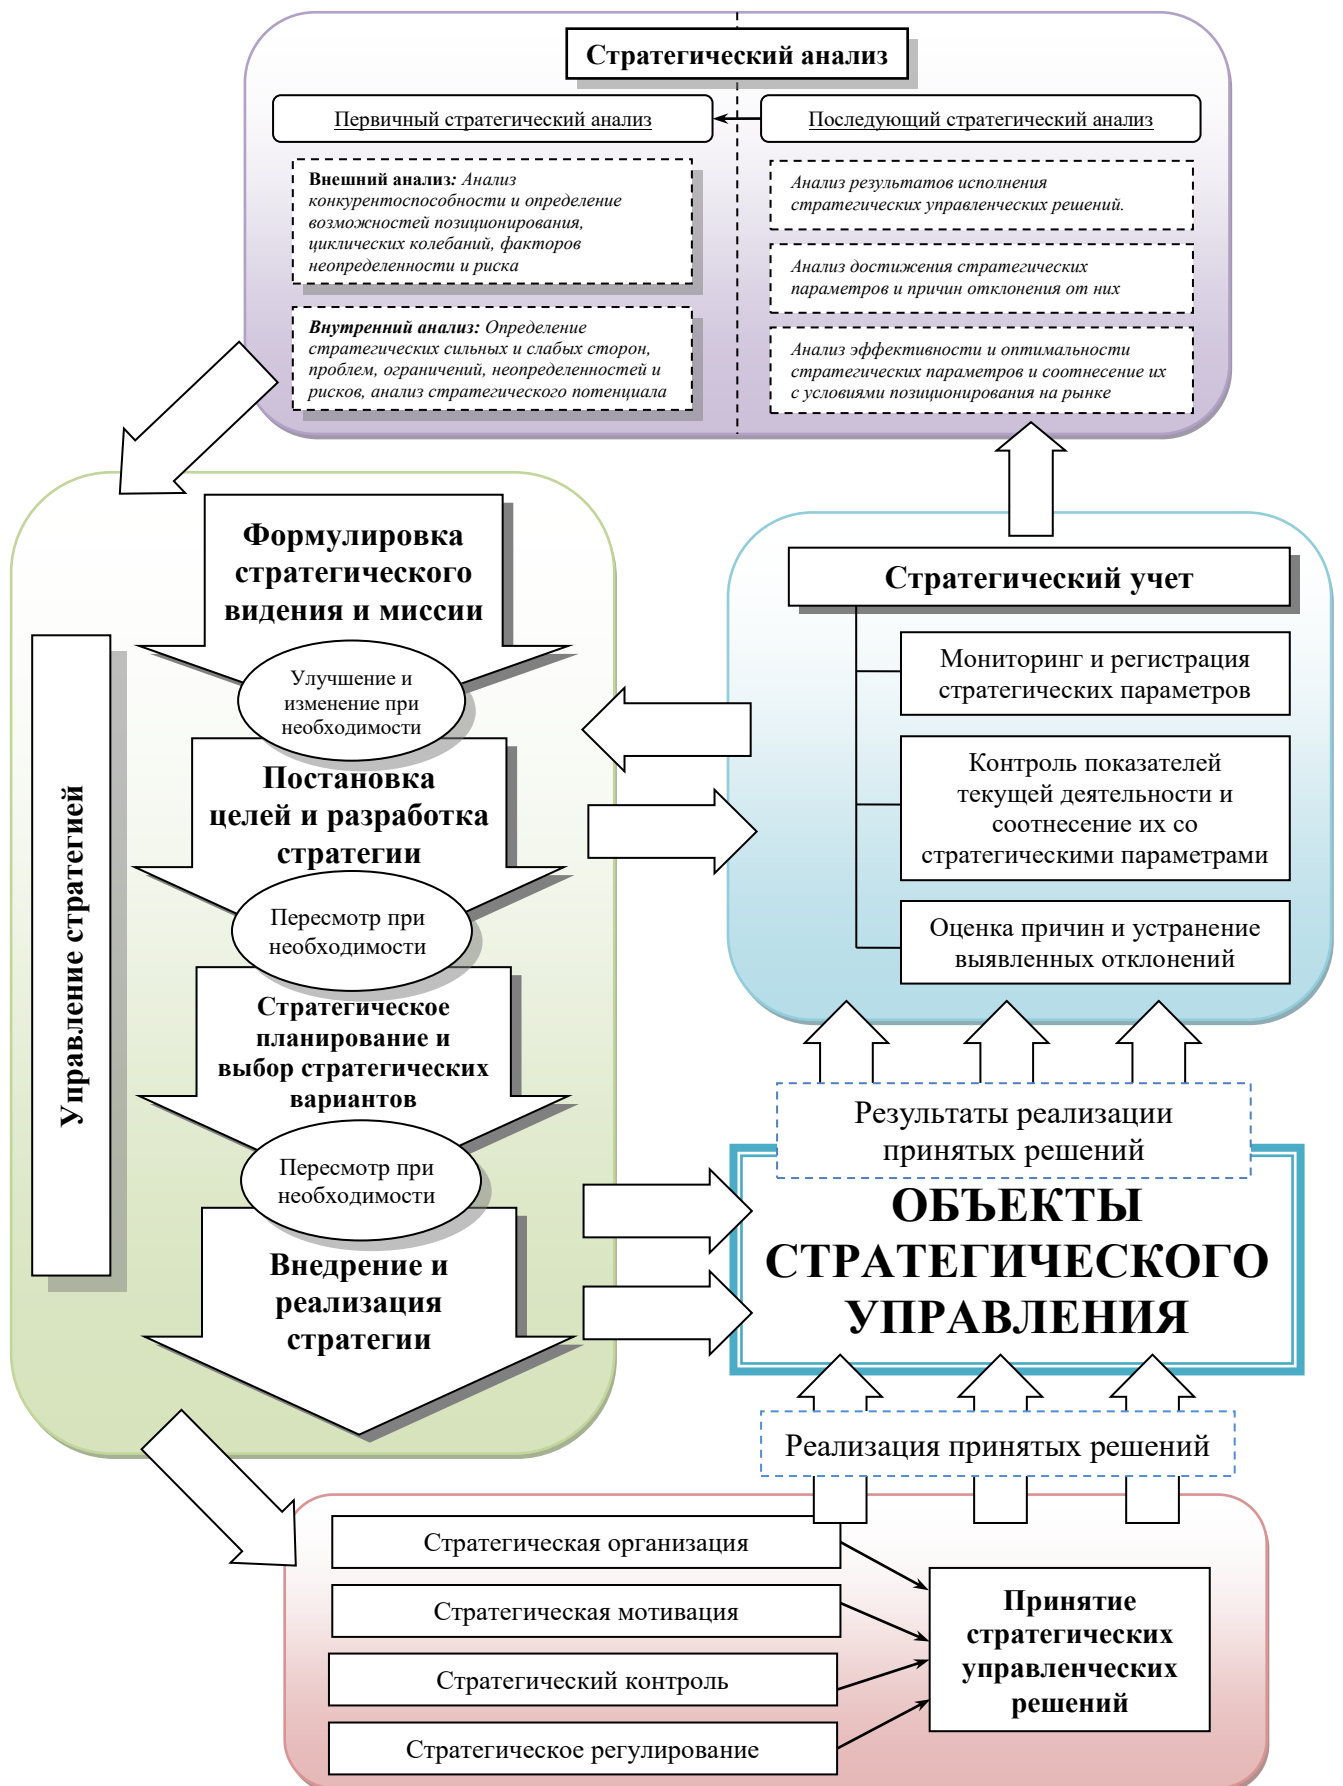 Стратегический анализ
Первичный стратегический анализ
Внешний анализ: Анализ
конкурентоспособности и определение
возможностей позиционирования,
циклических колебаний, факторов
неопределенности и риска
Внутренний анализ: Определение
стратегических сильных и слабых сторон,
проблем, ограничений, неопределенностей и
рисков, анализ стратегического потенциала
Последующий стратегический анализ
Анализ результатов исполнения
стратегических управленческих решений.
Анализ достижения стратегических
параметров и причин отклонения от них
Анализ эффективности и оптимальности
стратегических параметров и соотнесение их
с условиями позиционирования на рынке
Управление стратегией
Формулировка
стратегического
видения и миссии
Улучшение и
изменение при
необходимости
Постановка
целей и разработка
стратегии
Пересмотр при
необходимости
Стратегическое
планирование и
выбор стратегических
вариантов
Пересмотр при
необходимости
Внедрение и
реализация
стратегии
Стратегический учет
Мониторинг и регистрация
стратегических параметров
Контроль показателей
текущей деятельности и
соотнесение их со
стратегическими параметрами
Оценка причин и устранение
выявленных отклонений
Результаты реализации
принятых решений
ОБЪЕКТЫ
СТРАТЕГИЧЕСКОГО
УПРАВЛЕНИЯ
Реализация принятых решений
Стратегическая организация
Стратегическая мотивация
Стратегический контроль
Стратегическое регулирование
Принятие
стратегических
управленческих
решений